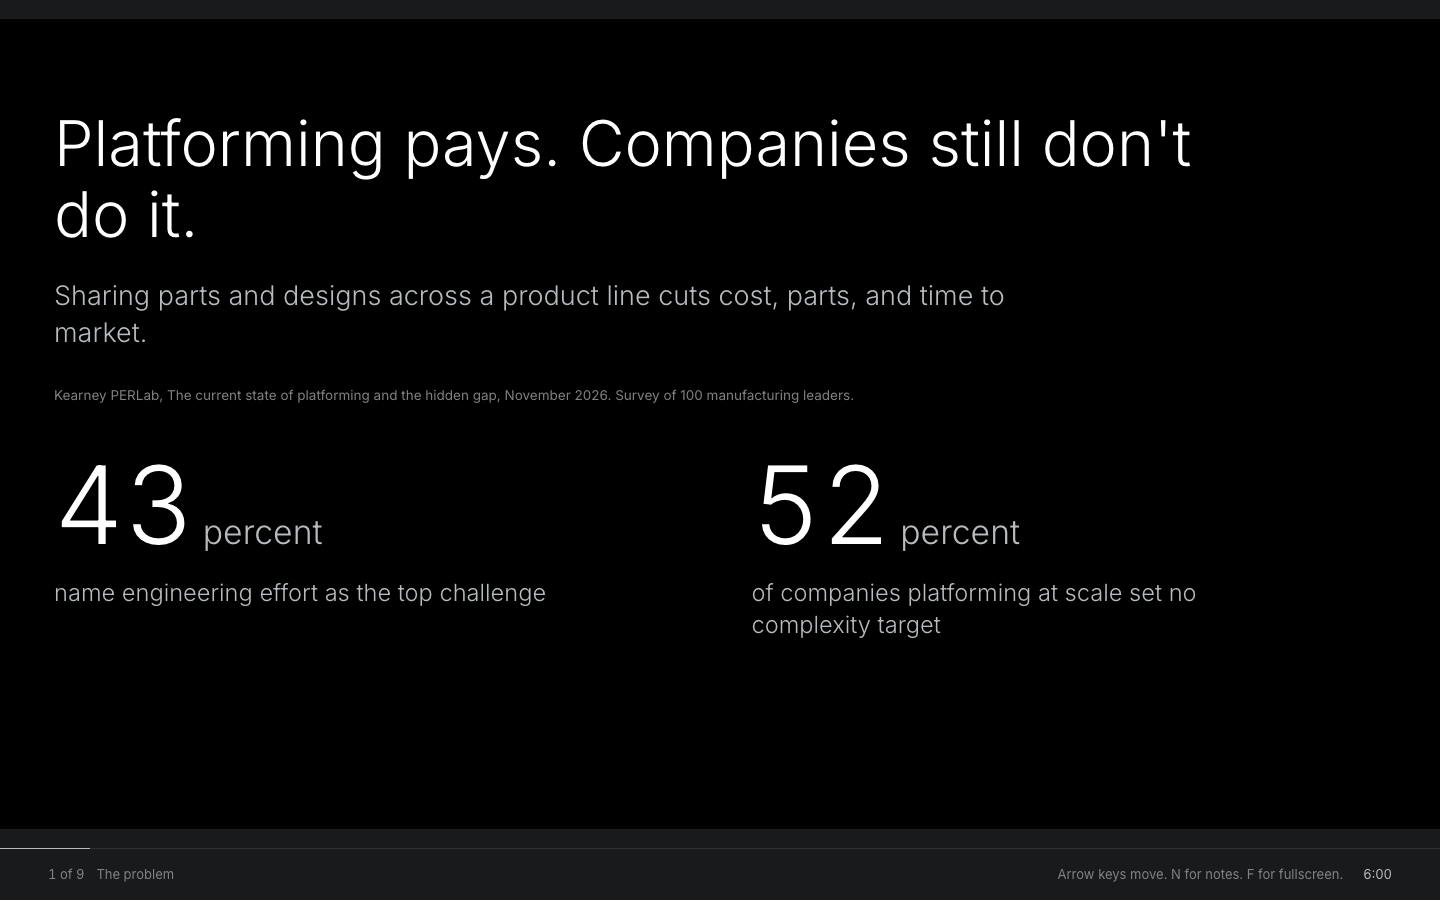 Platforming pays. Companies still don't
do it.
Sharing parts and designs across a product line cuts cost, parts, and time to
market.
Kearney PERLab, The current state of platforming and the hidden gap, November 2026. Survey of 100 manufacturing leaders.
43 percent
name engineering effort as the top challenge
52 percent
of companies platforming at scale set no
complexity target
1 of 9 The problem
Arrow keys move. N for notes. F for fullscreen. 6:00